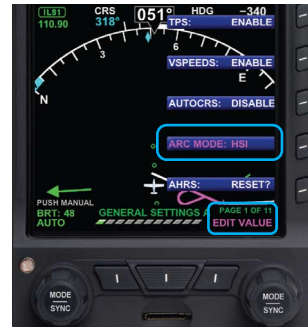 ILS1 CRS 051° HDG -340
110.90 318°
TPS: ENABLE
3 6
VSPEEDS: ENABLE
E
N
AUTOCRS: DISABLE
ARC MODE: HSI
AHRS: RESET?
PUSH MANUAL
BRT: 48 GENERAL SETTINGS PAGE 1 OF 11
AUTO EDIT VALUE
MODE MODE
SYNC SYNC